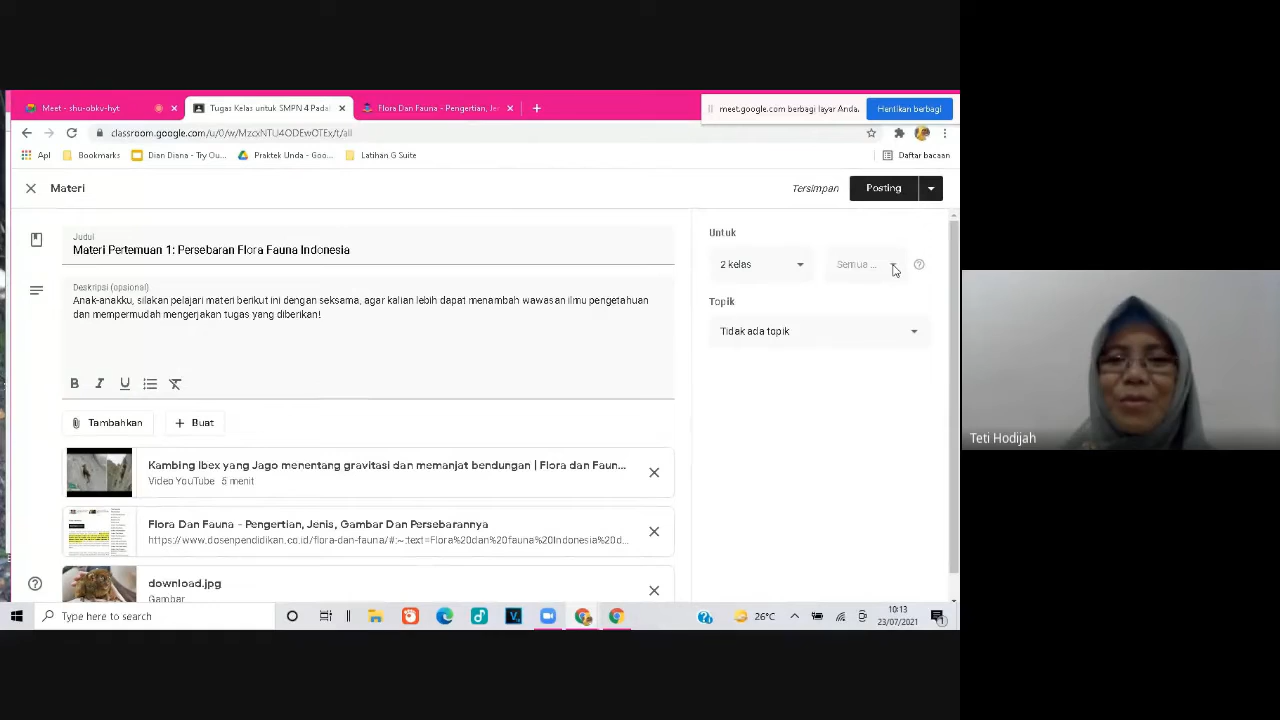 Meet - shu-obkv-hyt
Tugas Kelas untuk SMPN 4 Pada
Flora Dan Fauna - Pengertian, Je
meet.google.com berbagi layar Anda.
Hentikan berbagi
Apl
Bookmarks
Dian Diana - Try Ou...
Praktek Unda - Goo...
Latihan G Suite
Daftar bacaan
Materi
Tersimpan
Posting
Judul
Materi Pertemuan 1: Persebaran Flora Fauna Indonesia
Deskripsi (opsional)
Anak-anakku, silakan pelajari materi berikut ini dengan seksama, agar kalian lebih dapat menambah wawasan ilmu pengetahuan
dan mempermudah mengerjakan tugas yang diberikan!
B I U
Tambahkan
Buat
Kambing Ibex yang Jago menentang gravitasi dan memanjat bendungan | Flora dan Faun...
Video YouTube 5 menit
Flora Dan Fauna - Pengertian, Jenis, Gambar Dan Persebarannya
https://www.dosenpendidikan.co.id/flora-dan-fauna/#:~:text=Flora%20dan%20fauna%20Indonesia%20d...
download.jpg
Gambar
Untuk
2 kelas
Semua ...
Topik
Tidak ada topik
Teti Hodijah
Type here to search
26°C
10:13
23/07/2021